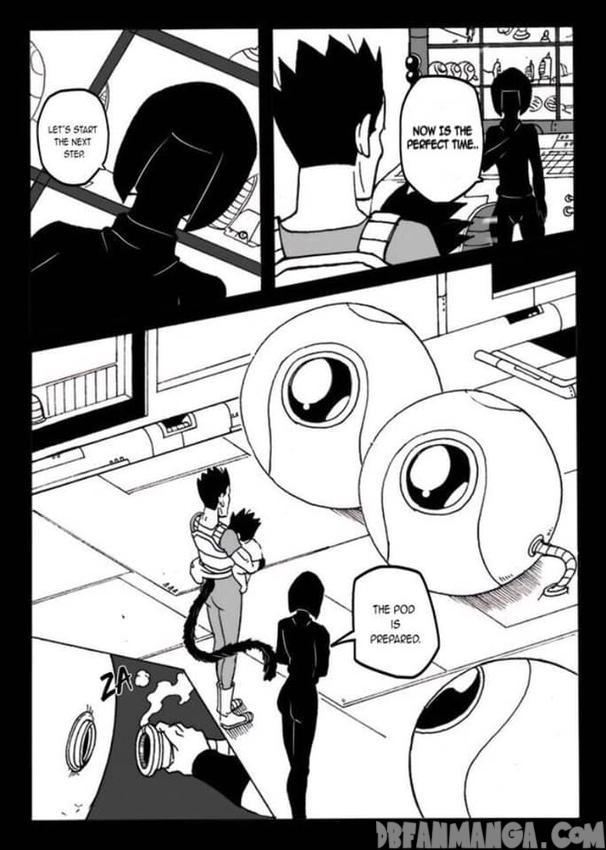 LET'S START
THE NEXT
STEP.
NOW IS THE
PERFECT TIME..
THE POD
IS
PREPARED.
ZA
DBFANMANGA.COM